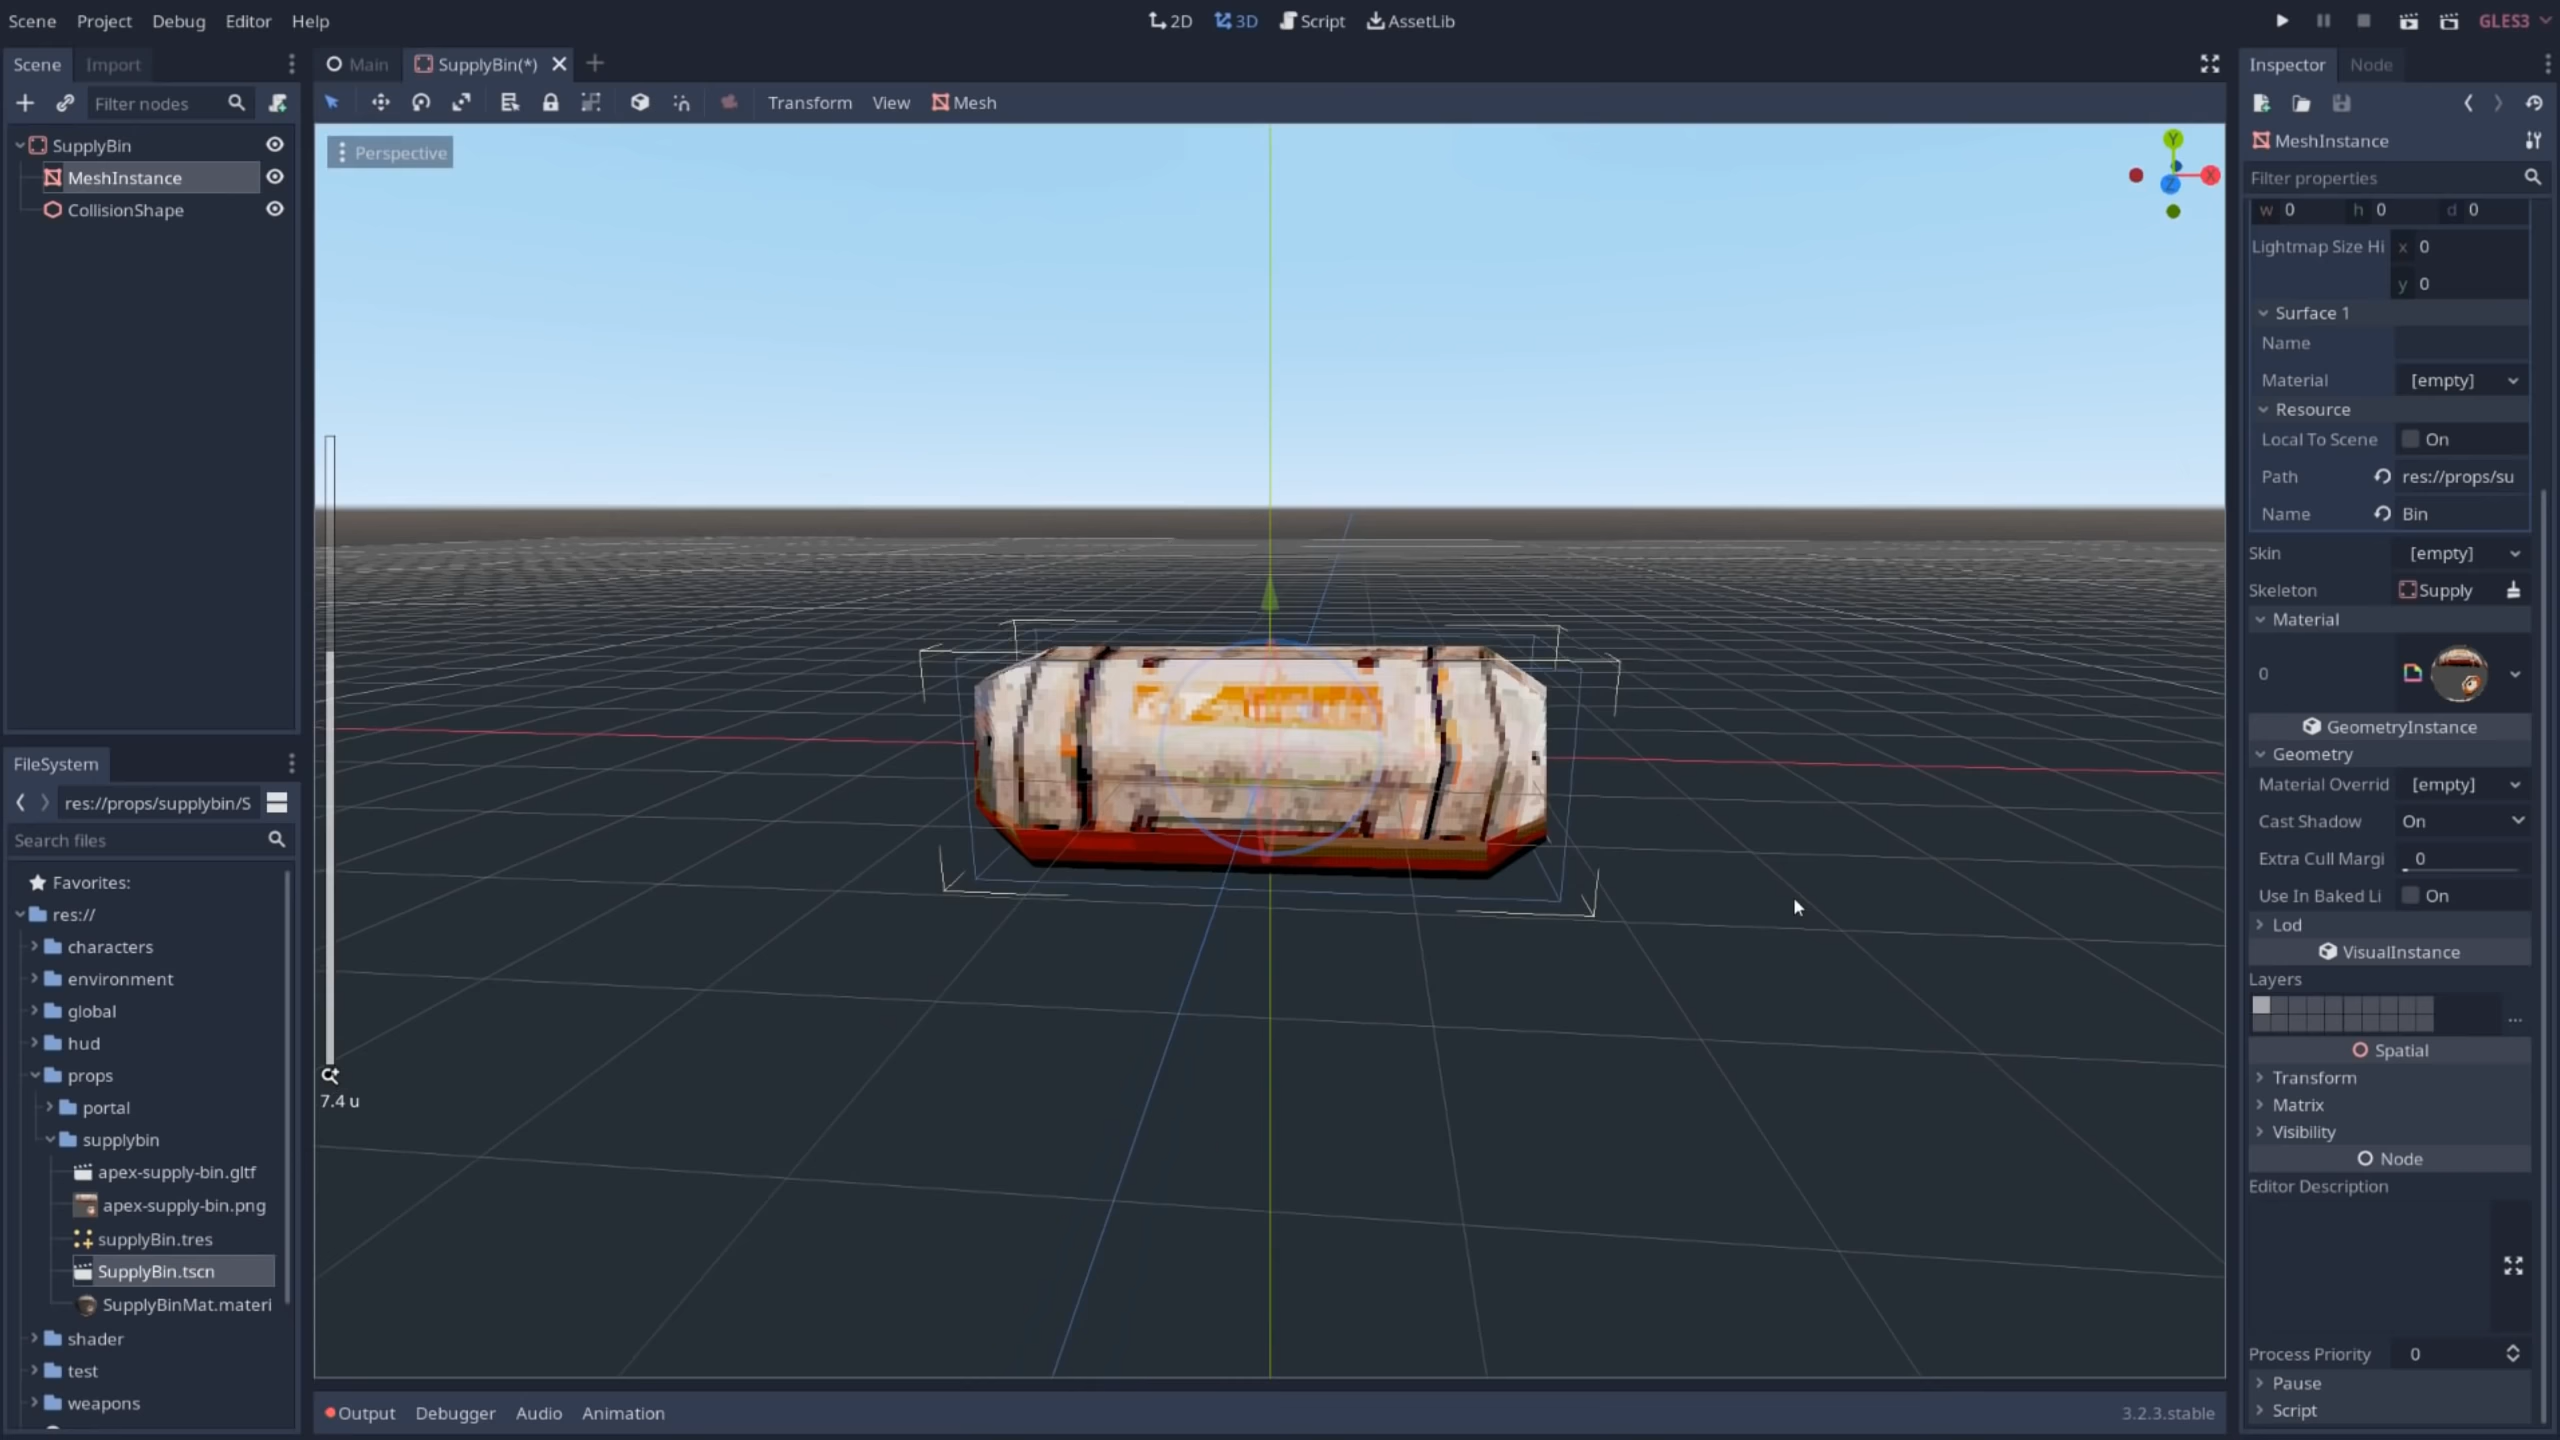 Scene Project Debug Editor Help
2D 3D Script AssetLib
GLES3
Scene Import
Main SupplyBin(*)
Inspector Node
Filter nodes
Transform View Mesh
SupplyBin
MeshInstance
CollisionShape
Perspective
Y
X
Z
7.4 u
FileSystem
res://props/supplybin/S
Search files
Favorites:
res://
characters
environment
global
hud
props
portal
supplybin
apex-supply-bin.gltf
apex-supply-bin.png
supplyBin.tres
SupplyBin.tscn
SupplyBinMat.materi
shader
test
weapons
Output Debugger Audio Animation
3.2.3.stable
MeshInstance
Filter properties
w 0 h 0 d 0
Lightmap Size Hi x 0
y 0
Surface 1
Name
Material [empty]
Resource
Local To Scene On
Path res://props/su
Name Bin
Skin [empty]
Skeleton Supply
Material
0
GeometryInstance
Geometry
Material Overrid [empty]
Cast Shadow On
Extra Cull Margi 0
Use In Baked Li On
Lod
VisualInstance
Layers
...
Spatial
Transform
Matrix
Visibility
Node
Editor Description
Process Priority 0
Pause
Script